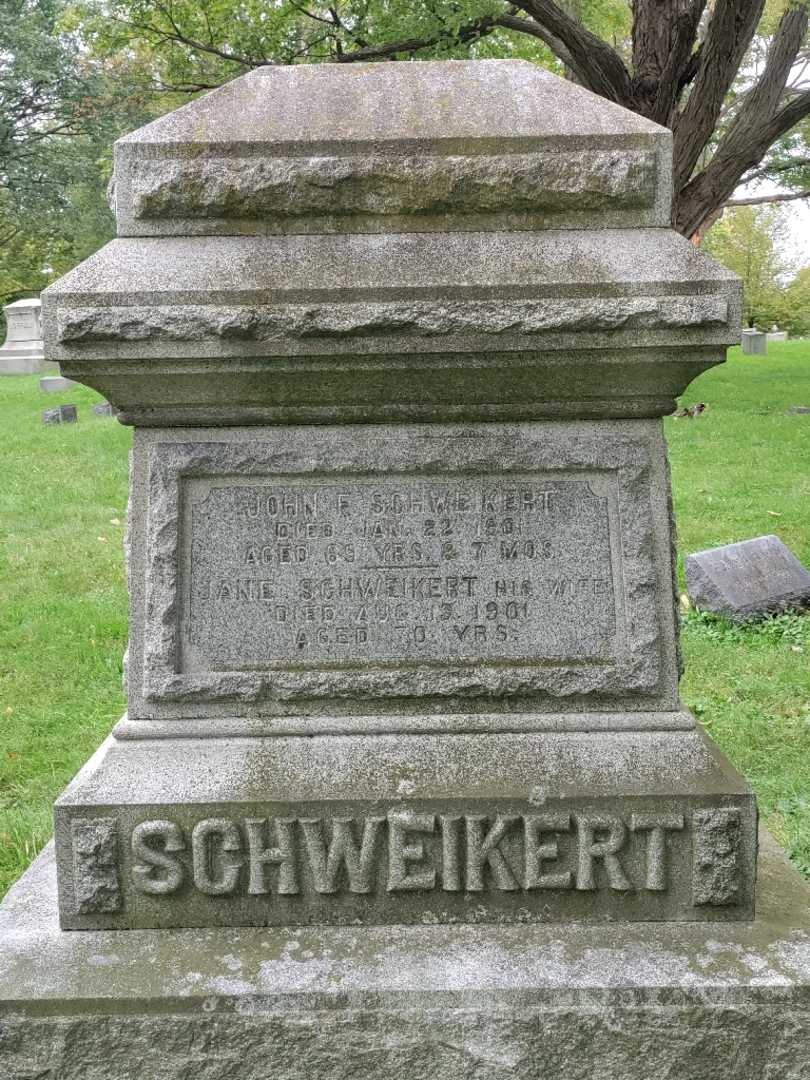 JOHN F. SCHWEIKERT
DIED JAN. 22 1901
AGED 69 YRS. & 7 MOS.
JANE SCHWEIKERT HIS WIFE
DIED AUG. 13, 1901
AGED 70 YRS.
SCHWEIKERT